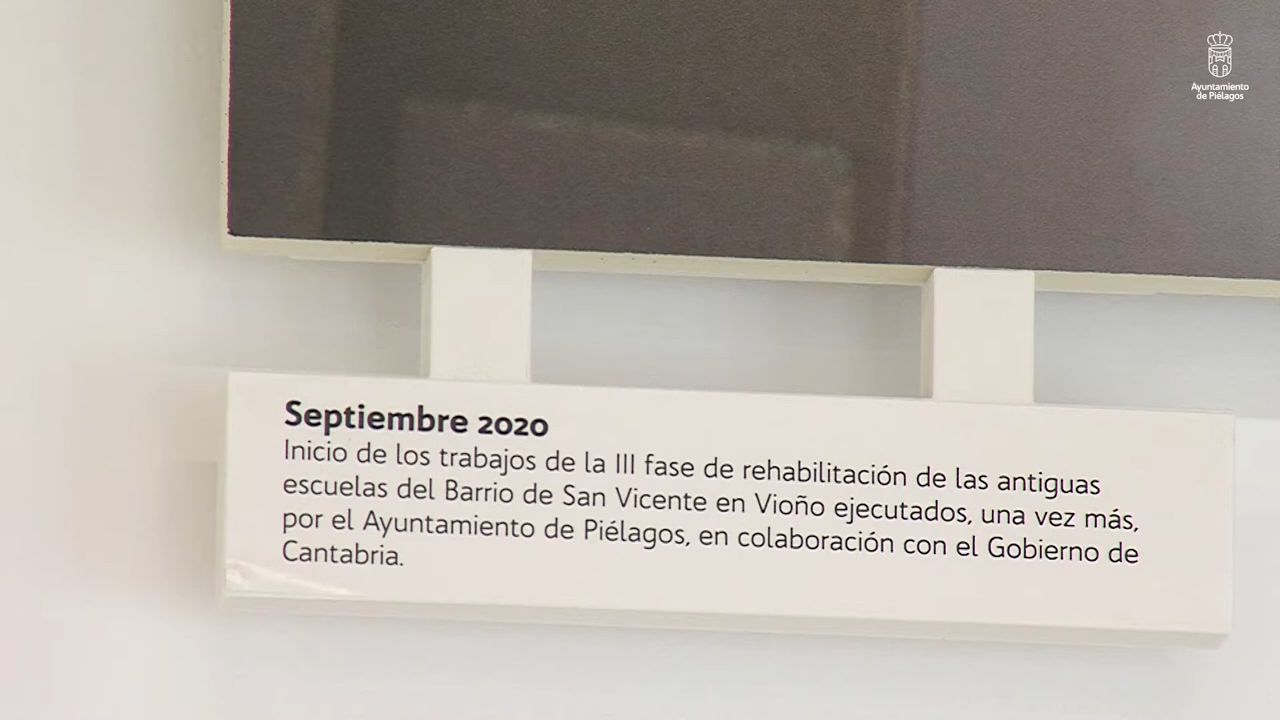 Ayuntamiento
de Piélagos
Septiembre 2020
Inicio de los trabajos de la III fase de rehabilitación de las antiguas
escuelas del Barrio de San Vicente en Vioño ejecutados, una vez más,
por el Ayuntamiento de Piélagos, en colaboración con el Gobierno de
Cantabria.